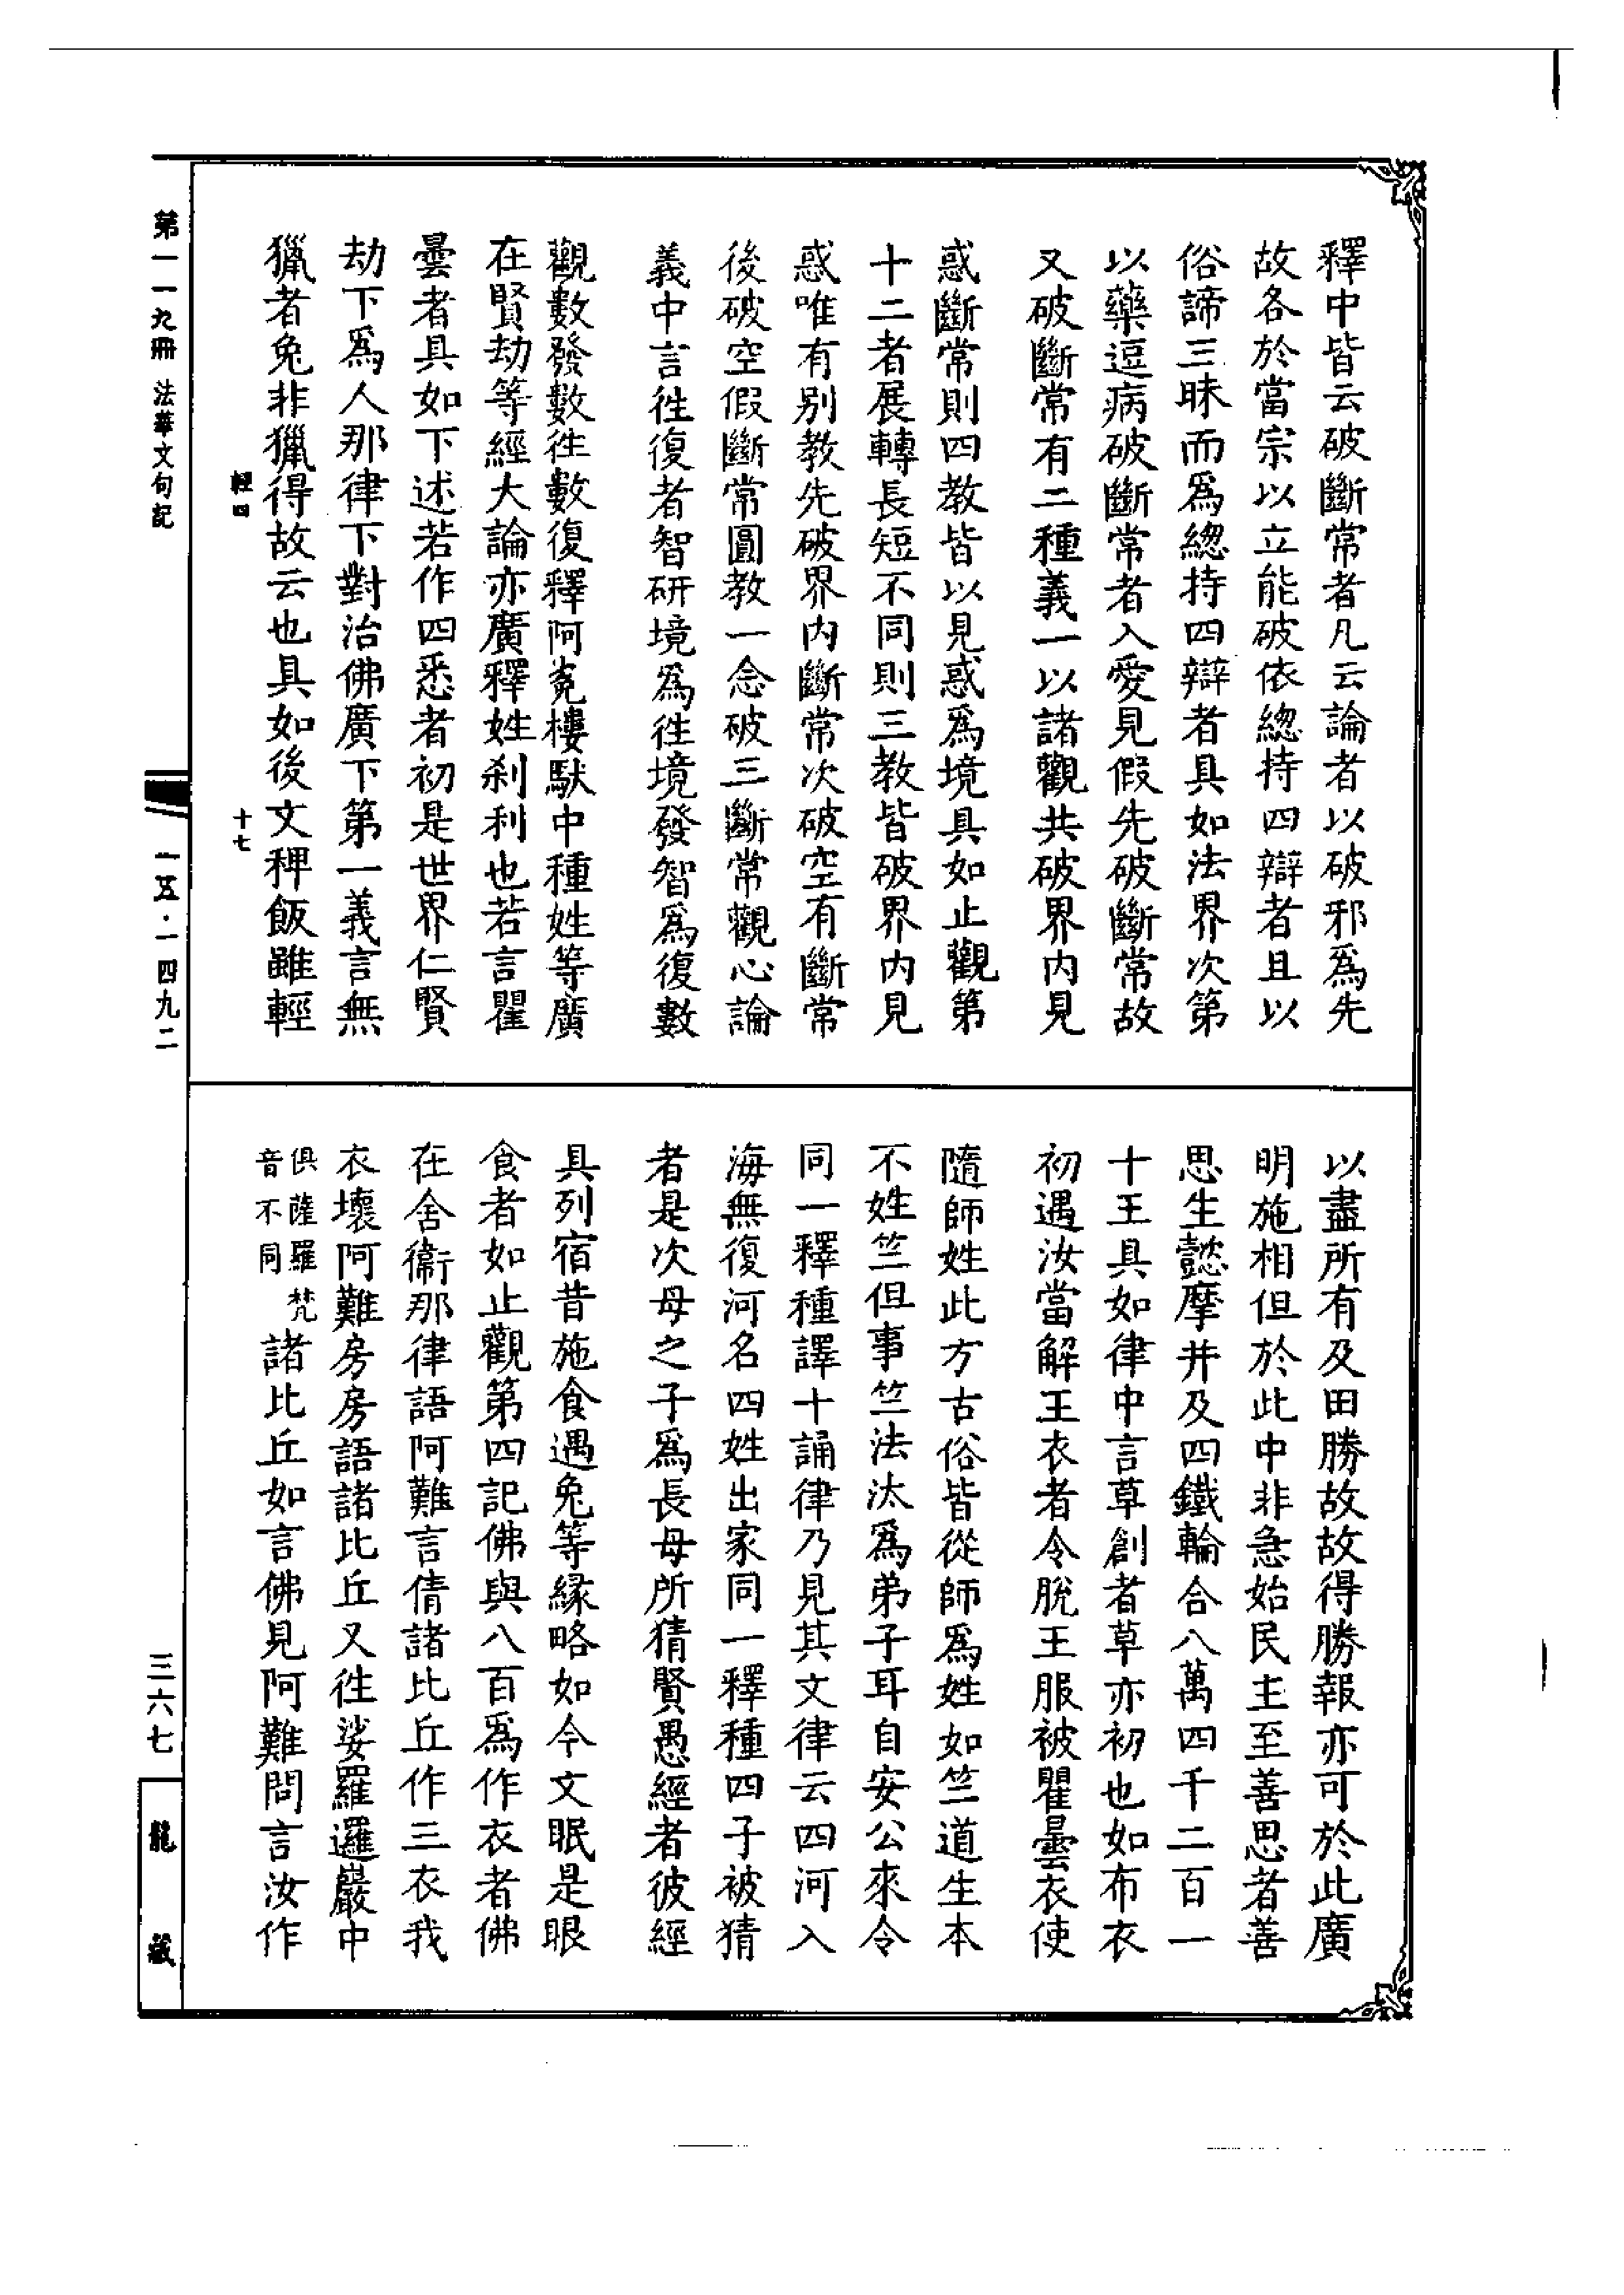 釋中皆云破斷常者凡云論者以破邪爲先
故各於當宗以立能破依緫持四辯者且以
俗諦三昧而爲緫持四辯者具如法界次第
以藥逗病破斷常者入愛見假先破斷常故
又破斷常有二種義一以諸觀共破界内見
惑斷常則四教皆以見惑爲境具如止觀第
十二者展轉長短不同則三教皆破界内見
惑唯有别教先破界内斷常次破空有斷常
後破空假斷常圓教一念破三斷常觀心論
義中言徃復者智研境爲徃境發智爲復數
觀數發數徃數復釋阿㝹樓馱中種姓等廣
在賢劫等經大論亦廣釋姓刹利也若言瞿
曇者具如下述若作四悉者初是世界仁賢
劫下爲人那律下對治佛廣下第一義言無
獵者兔非獵得故云也具如後文稗飯雖輕
輕四
十七
以盡所有及田勝故故得勝報亦可於此廣
明施相但於此中非急始民主至善思者善
思生懿摩并及四鐵輪合八萬四千二百一
十王具如律中言草創者草亦初也如布衣
初遇汝當解王衣者令脫王服被瞿曇衣使
隨師姓此方古俗皆從師爲姓如竺道生本
不姓竺但事竺法汰爲弟子耳自安公來令
同一釋種譯十誦律乃見其文律云四河入
海無復河名四姓出家同一釋種四子被猜
者是次母之子爲長母所猜賢愚經者彼經
具列宿昔施食遇兔等緣略如今文眠是眼
食者如止觀第四記佛與八百爲作衣者佛
在舍衞那律語阿難言倩諸比丘作三衣我
衣壞阿難房房語諸比丘又徃娑羅邏巖中
俱薩羅梵
音不同
諸比丘如言佛見阿難問言汝作
第一一九冊 法華文句記
一五·一四九二
三六七
龍藏